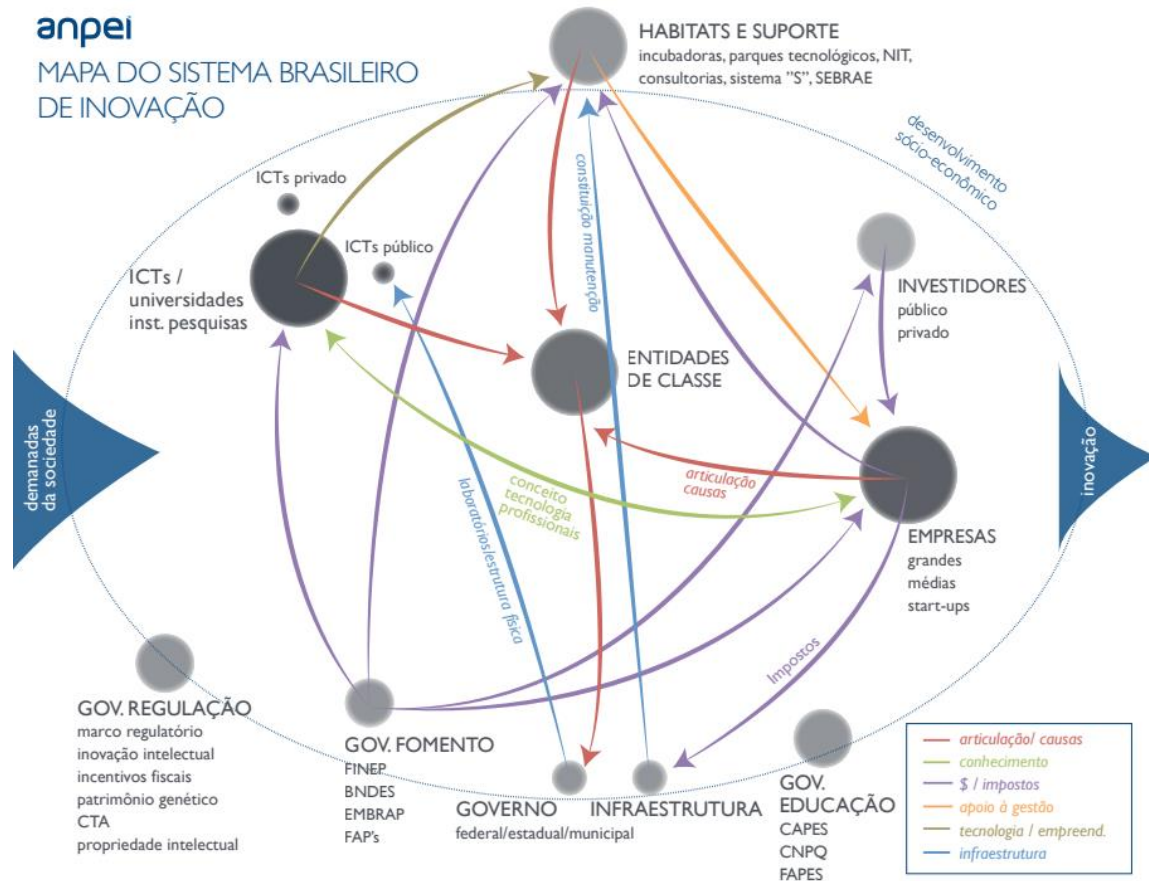 anpei
MAPA DO SISTEMA BRASILEIRO
DE INOVAÇÃO
HABITATS E SUPORTE
incubadoras, parques tecnológicos, NIT,
consultorias, sistema "S", SEBRAE
desenvolvimento
sócio-econômico
ICTs privado
ICTs público
ICTs /
universidades
inst. pesquisas
constituição manutenção
INVESTIDORES
público
privado
ENTIDADES
DE CLASSE
demanadas
da sociedade
inovação
articulação
causas
conceito
tecnologia
profissionais
laboratórios/estrutura física
EMPRESAS
grandes
médias
start-ups
Impostos
GOV. REGULAÇÃO
marco regulatório
inovação intelectual
incentivos fiscais
patrimônio genético
CTA
propriedade intelectual
GOV. FOMENTO
FINEP
BNDES
EMBRAP
FAP's
GOVERNO
federal/estadual/municipal
INFRAESTRUTURA
GOV.
EDUCAÇÃO
CAPES
CNPQ
FAPES
articulação/ causas
conhecimento
$ / impostos
apoio à gestão
tecnologia / empreend.
infraestrutura